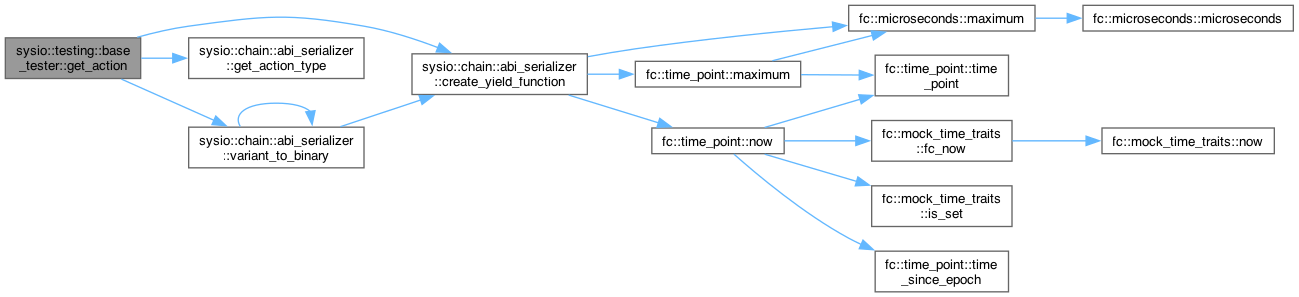 sysio::testing::base
_tester::get_action
sysio::chain::abi_serializer
::get_action_type
sysio::chain::abi_serializer
::variant_to_binary
sysio::chain::abi_serializer
::create_yield_function
fc::microseconds::maximum
fc::microseconds::microseconds
fc::time_point::maximum
fc::time_point::time
_point
fc::time_point::now
fc::mock_time_traits
::fc_now
fc::mock_time_traits::now
fc::mock_time_traits
::is_set
fc::time_point::time
_since_epoch